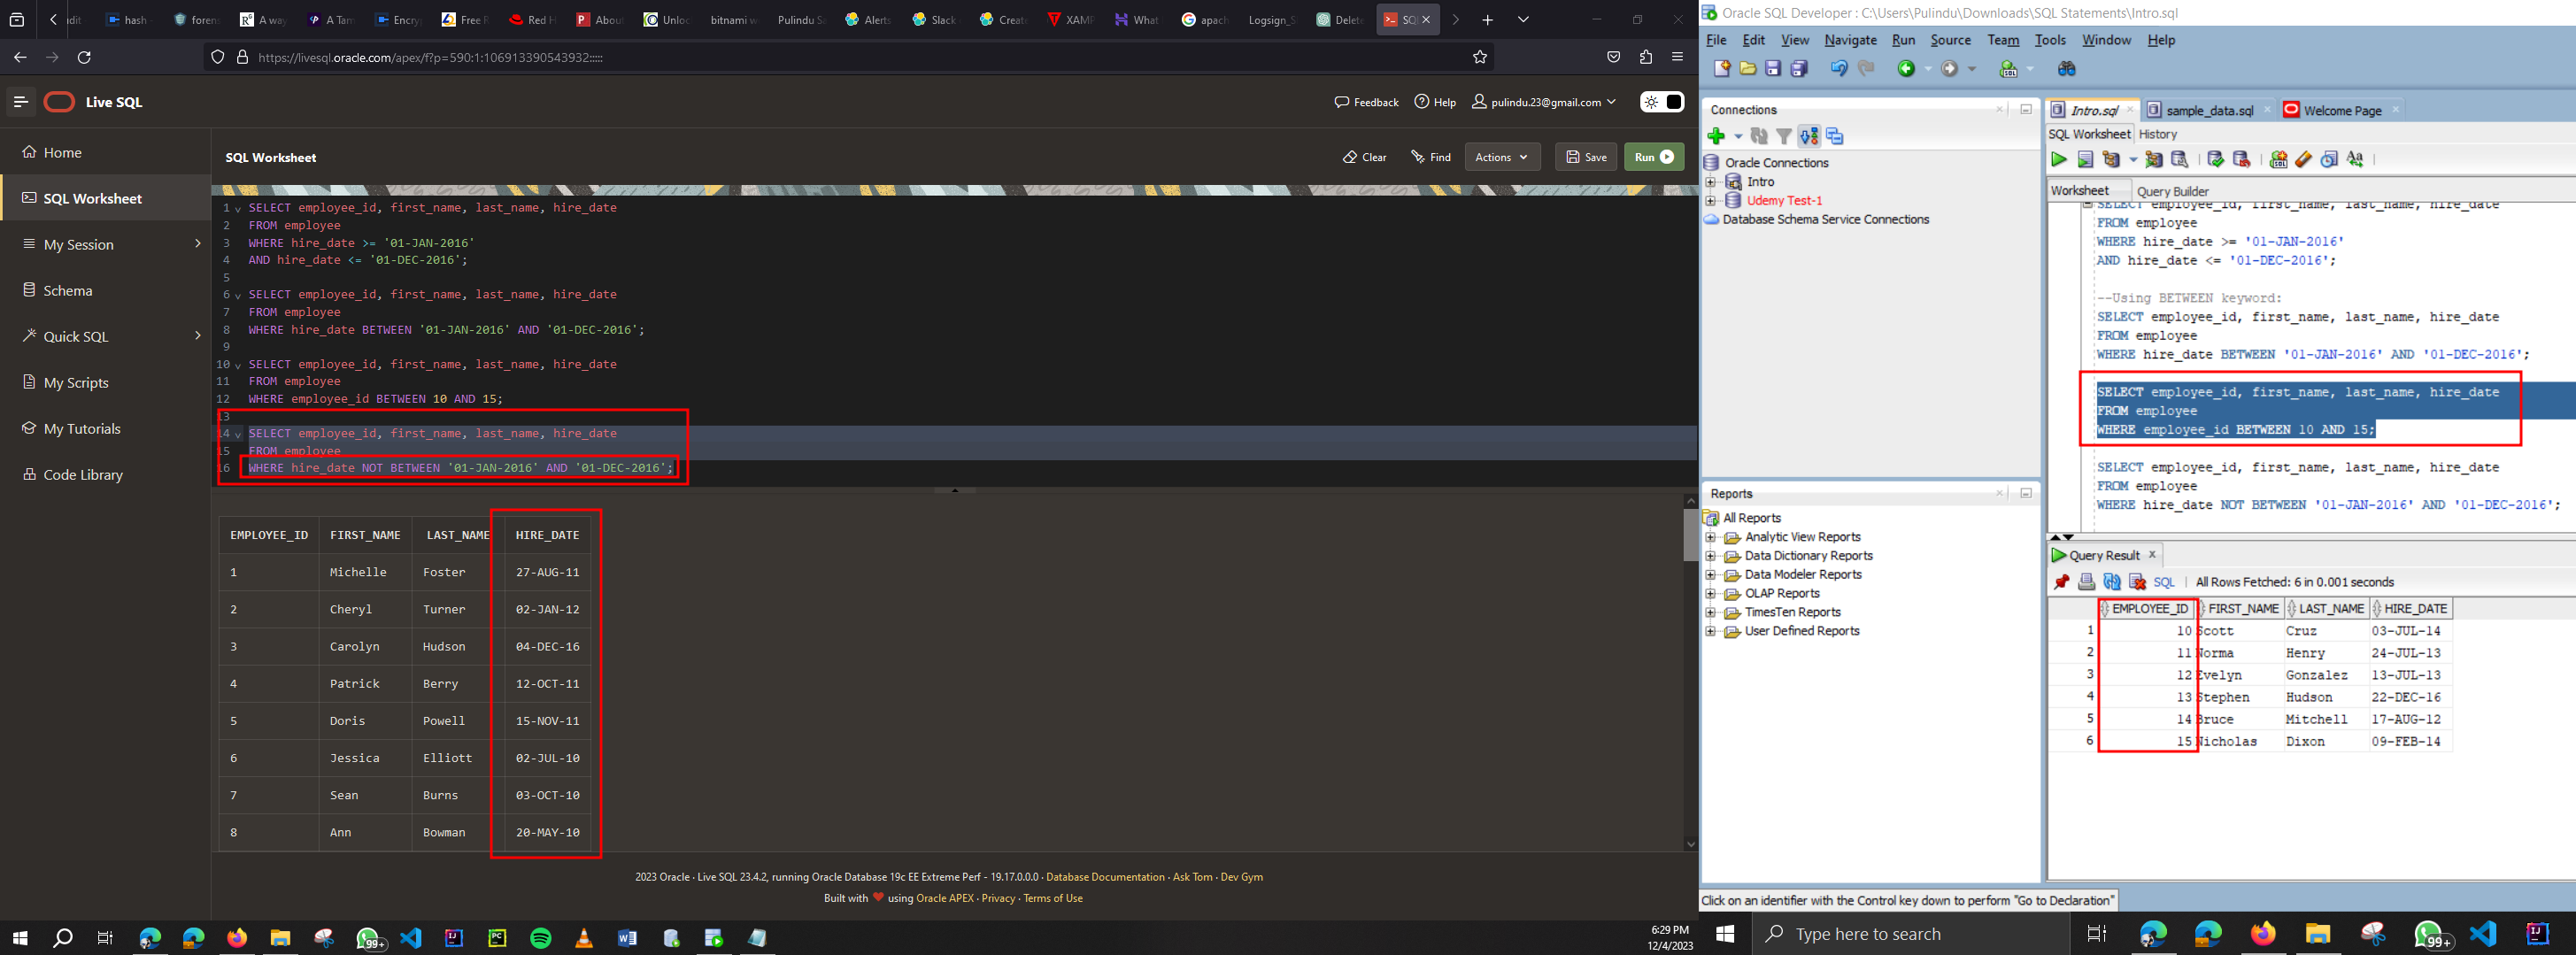 udit
hash
foren
A way
A Tam
Encry
Free R
Red H
About
Unloc
bitnami w
Pulindu Sa
Alerts
Slack
Create
XAMP
What
apach
Logsign_S
Delete
SQL
https://livesql.oracle.com/apex/f?p=590:1:106913390543932:::::
Live SQL
Feedback
Help
pulindu.23@gmail.com
Home
SQL Worksheet
My Session
Schema
Quick SQL
My Scripts
My Tutorials
Code Library
SQL Worksheet
Clear
Find
Actions
Save
Run
1 SELECT employee_id, first_name, last_name, hire_date
2 FROM employee
3 WHERE hire_date >= '01-JAN-2016'
4 AND hire_date <= '01-DEC-2016';
5
6 SELECT employee_id, first_name, last_name, hire_date
7 FROM employee
8 WHERE hire_date BETWEEN '01-JAN-2016' AND '01-DEC-2016';
9
10 SELECT employee_id, first_name, last_name, hire_date
11 FROM employee
12 WHERE employee_id BETWEEN 10 AND 15;
13
14 SELECT employee_id, first_name, last_name, hire_date
15 FROM employee
16 WHERE hire_date NOT BETWEEN '01-JAN-2016' AND '01-DEC-2016';
EMPLOYEE_ID FIRST_NAME LAST_NAME HIRE_DATE
1 Michelle Foster 27-AUG-11
2 Cheryl Turner 02-JAN-12
3 Carolyn Hudson 04-DEC-16
4 Patrick Berry 12-OCT-11
5 Doris Powell 15-NOV-11
6 Jessica Elliott 02-JUL-10
7 Sean Burns 03-OCT-10
8 Ann Bowman 20-MAY-10
2023 Oracle · Live SQL 23.4.2, running Oracle Database 19c EE Extreme Perf - 19.17.0.0.0 · Database Documentation · Ask Tom · Dev Gym
Built with ❤ using Oracle APEX · Privacy · Terms of Use
99+
6:29 PM
12/4/2023
Oracle SQL Developer : C:\Users\Pulindu\Downloads\SQL Statements\Intro.sql
File Edit View Navigate Run Source Team Tools Window Help
Connections
Oracle Connections
Intro
Udemy Test-1
Database Schema Service Connections
Reports
All Reports
Analytic View Reports
Data Dictionary Reports
Data Modeler Reports
OLAP Reports
TimesTen Reports
User Defined Reports
Intro.sql
sample_data.sql
Welcome Page
SQL Worksheet History
Worksheet Query Builder
SELECT employee_id, first_name, last_name, hire_date
FROM employee
WHERE hire_date >= '01-JAN-2016'
AND hire_date <= '01-DEC-2016';
--Using BETWEEN keyword:
SELECT employee_id, first_name, last_name, hire_date
FROM employee
WHERE hire_date BETWEEN '01-JAN-2016' AND '01-DEC-2016';
SELECT employee_id, first_name, last_name, hire_date
FROM employee
WHERE employee_id BETWEEN 10 AND 15;
SELECT employee_id, first_name, last_name, hire_date
FROM employee
WHERE hire_date NOT BETWEEN '01-JAN-2016' AND '01-DEC-2016';
Query Result
SQL | All Rows Fetched: 6 in 0.001 seconds
EMPLOYEE_ID FIRST_NAME LAST_NAME HIRE_DATE
1 10 Scott Cruz 03-JUL-14
2 11 Norma Henry 24-JUL-13
3 12 Evelyn Gonzalez 13-JUL-13
4 13 Stephen Hudson 22-DEC-16
5 14 Bruce Mitchell 17-AUG-12
6 15 Nicholas Dixon 09-FEB-14
Click on an identifier with the Control key down to perform "Go to Declaration"
Type here to search
99+